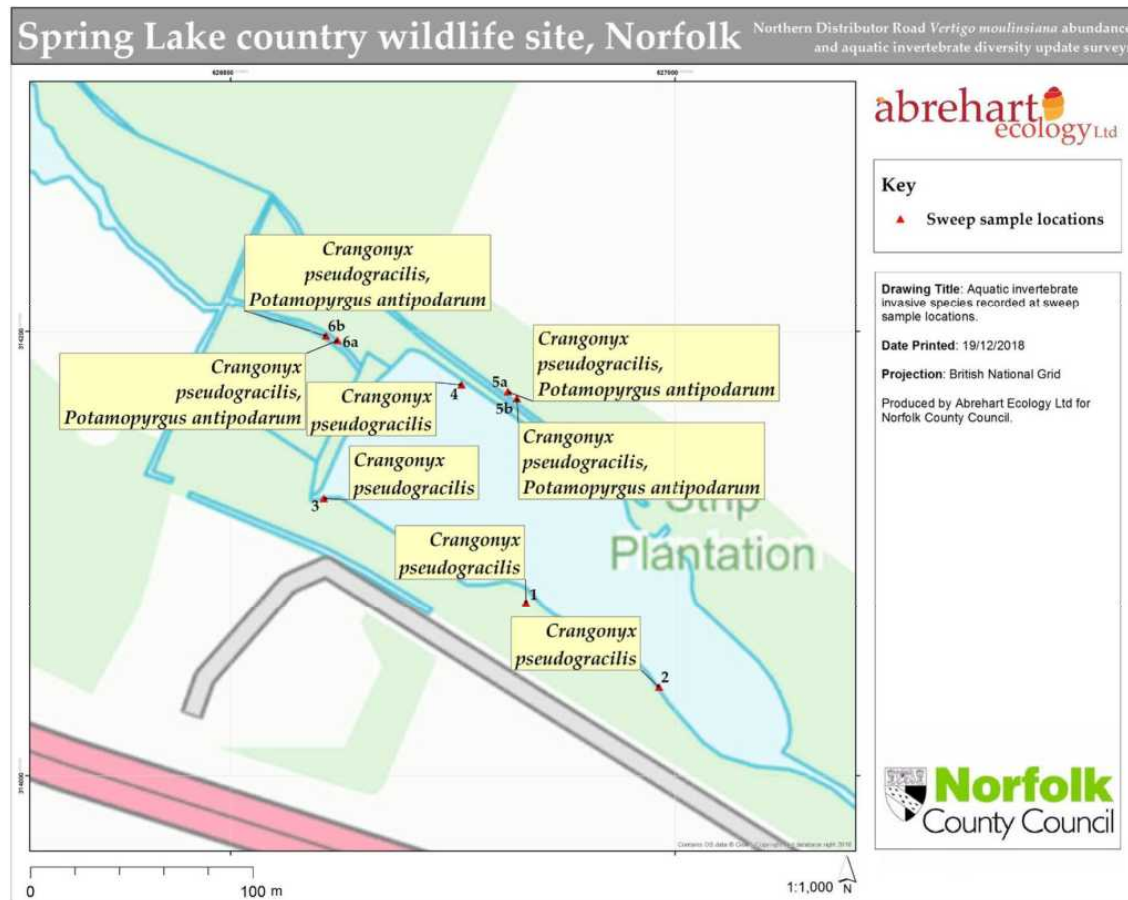 Spring Lake country wildlife site, Norfolk
Northern Distributor Road Vertigo moulinsiana abundance
and aquatic invertebrate diversity update survey
626800
627000
314200
314000
Crangonyx
pseudogracilis,
Potamopyrgus antipodarum
6b
6a
Crangonyx
pseudogracilis,
Potamopyrgus antipodarum
Crangonyx
pseudogracilis
4
5a
5b
Crangonyx
pseudogracilis,
Potamopyrgus antipodarum
Crangonyx
pseudogracilis,
Potamopyrgus antipodarum
Crangonyx
pseudogracilis
3
Strip
Plantation
Crangonyx
pseudogracilis
1
Crangonyx
pseudogracilis
2
0
100 m
1:1,000
N
abrehart
ecology Ltd
Key
Sweep sample locations
Drawing Title: Aquatic invertebrate
invasive species recorded at sweep
sample locations.
Date Printed: 19/12/2018
Projection: British National Grid
Produced by Abrehart Ecology Ltd for
Norfolk County Council.
Norfolk
County Council